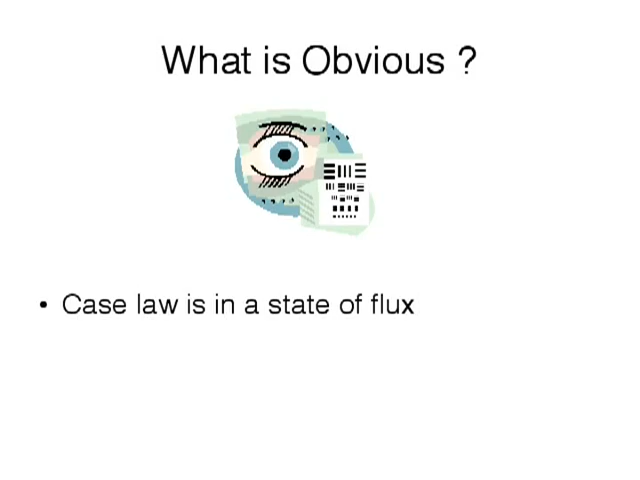 What is Obvious ?
• Case law is in a state of flux